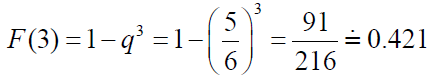 F(3) = 1 − q³ = 1 − (5/6)³ = 91/216 ≐ 0.421